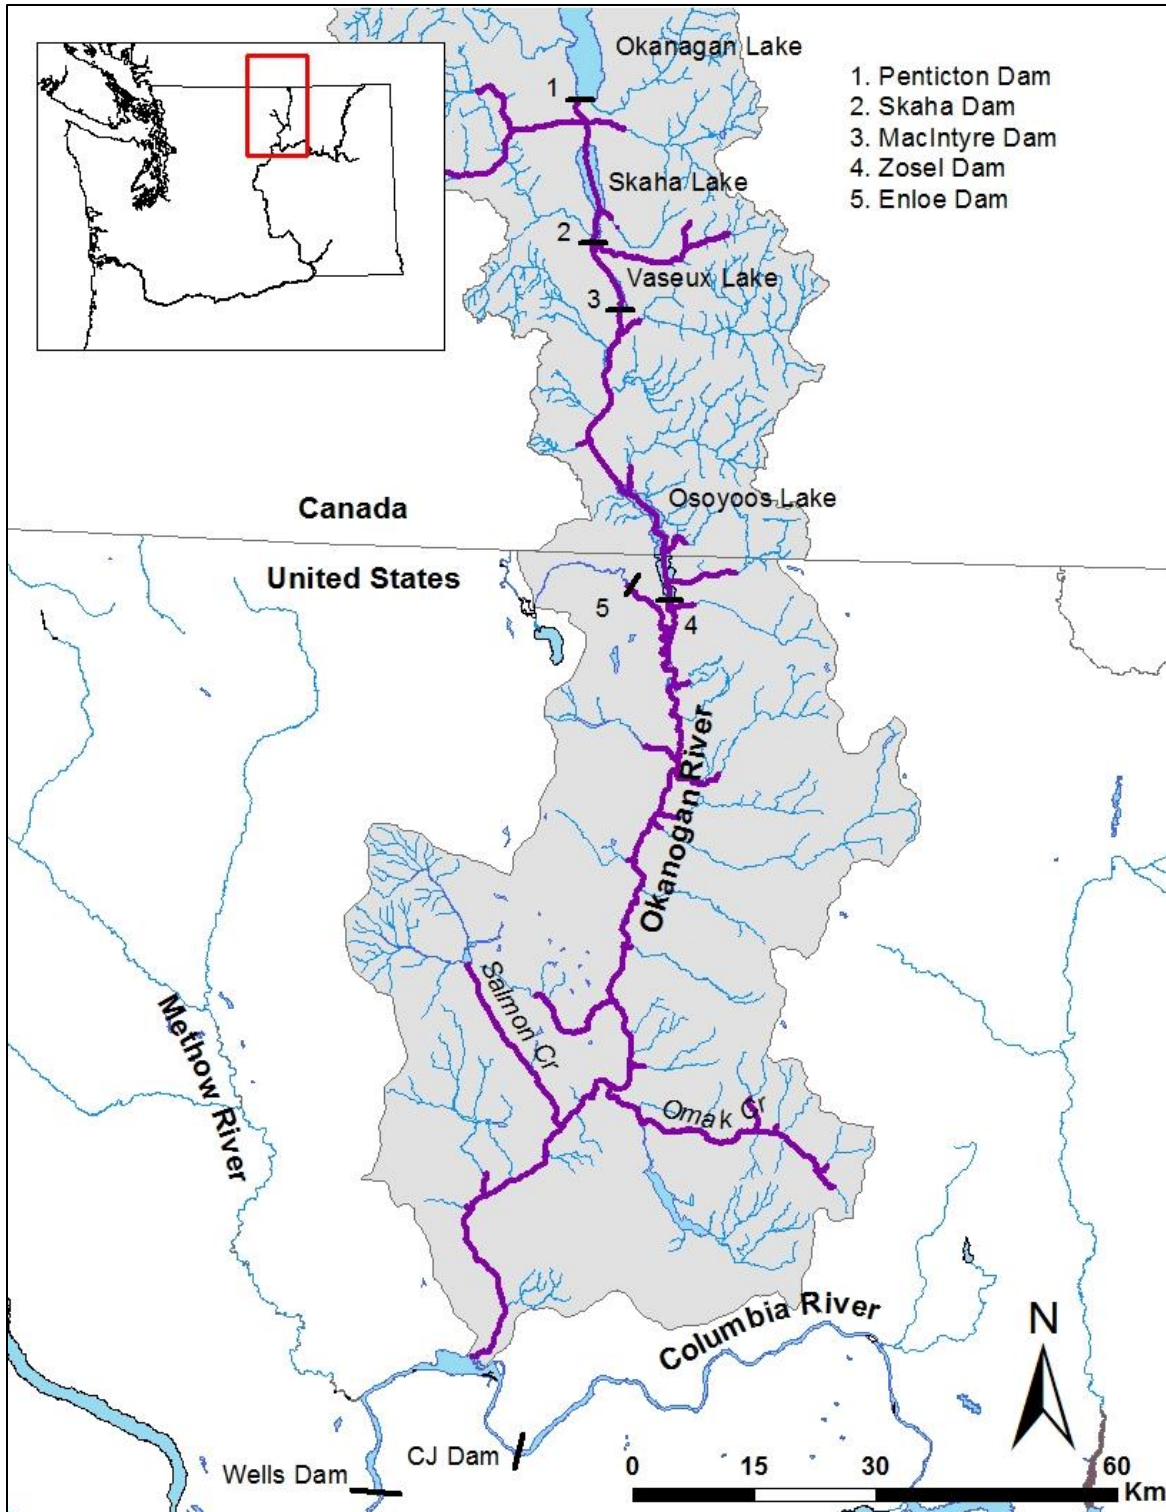 Okanagan Lake
1. Penticton Dam
2. Skaha Dam
3. MacIntyre Dam
4. Zosel Dam
5. Enloe Dam
1
Skaha Lake
2
Vaseux Lake
3
Osoyoos Lake
Canada
United States
5
4
Okanogan River
Salmon Cr
Methow River
Omak Cr
Columbia River
N
CJ Dam
Wells Dam
0 15 30 60
Km